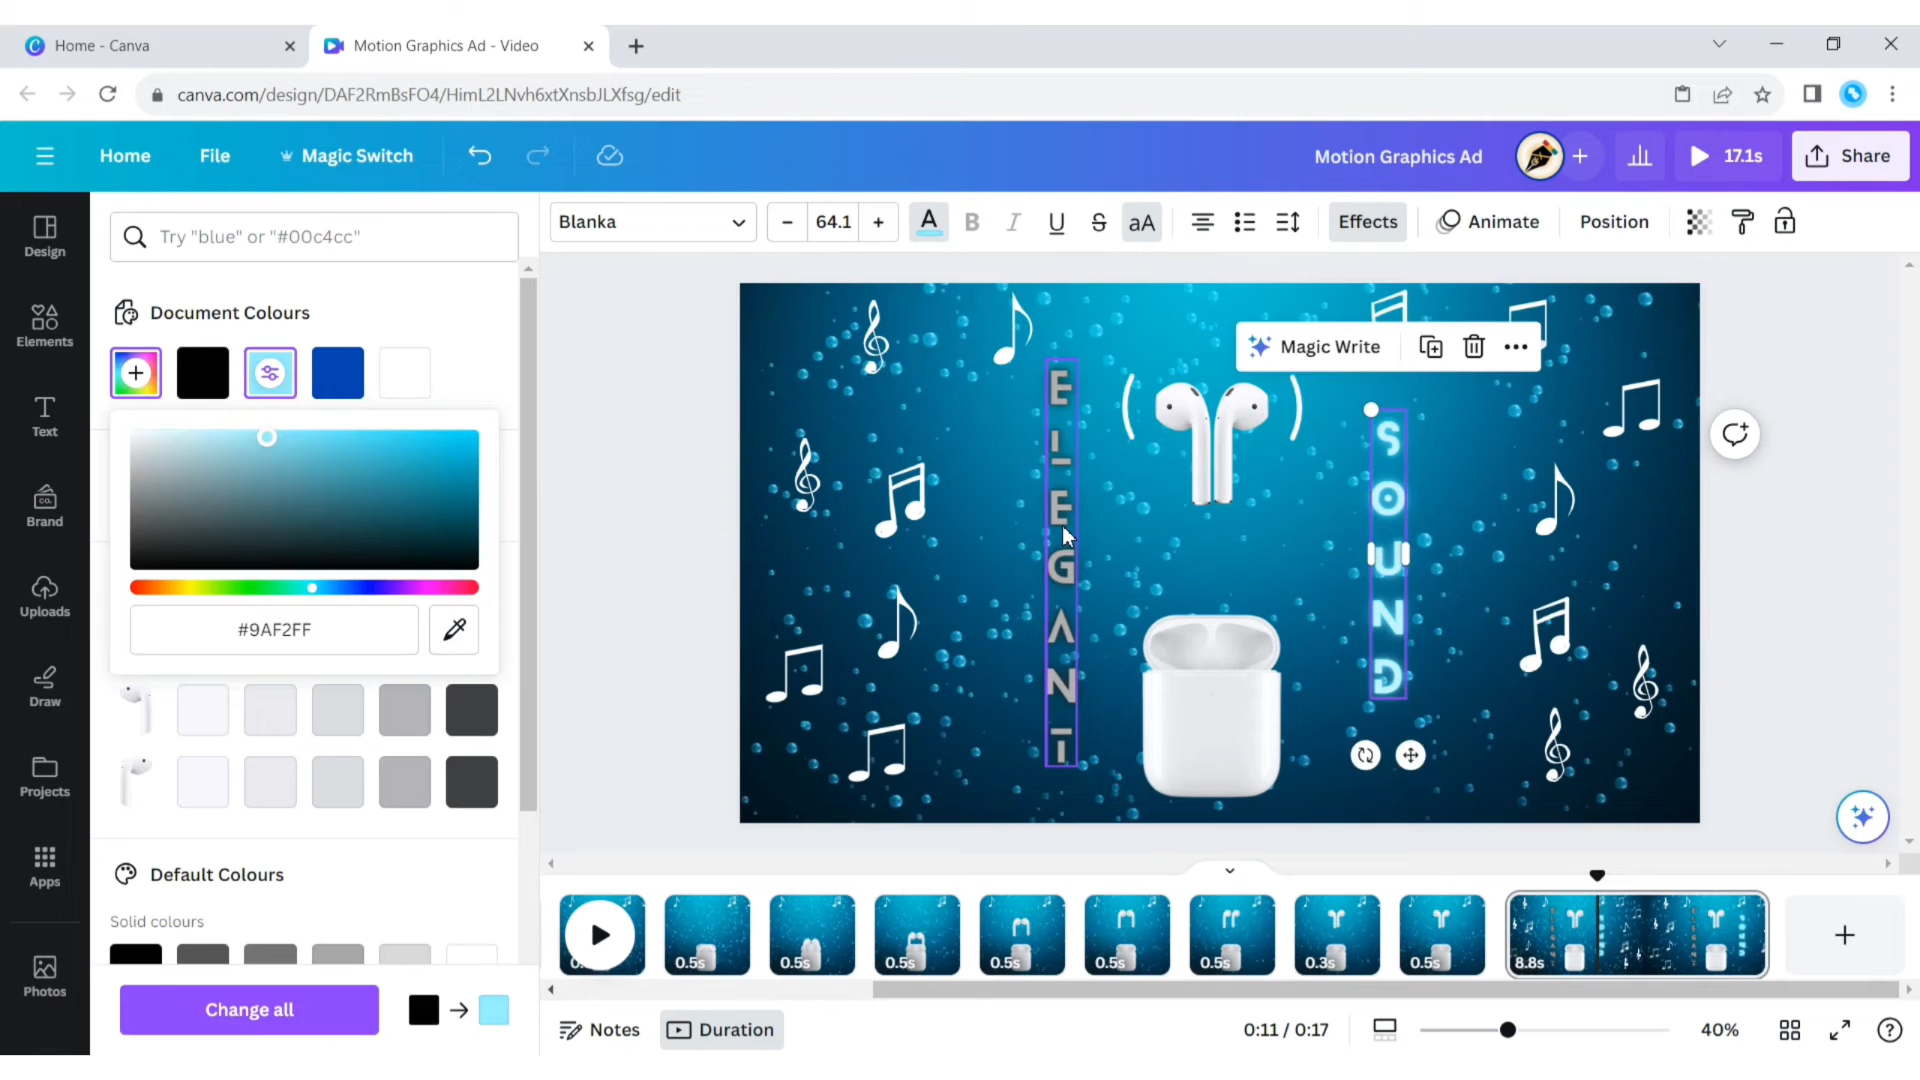 Home - Canva
Motion Graphics Ad - Video
canva.com/design/DAF2RmBsFO4/HimL2LNvh6xtXnsbJLXfsg/edit
Home
File
Magic Switch
Motion Graphics Ad
17.1s
Share
Design
Elements
Text
Brand
Uploads
Draw
Projects
Apps
Photos
Try "blue" or "#00c4cc"
Document Colours
#9AF2FF
Default Colours
Solid colours
Change all
Blanka
64.1
A B I U S aA
Effects
Animate
Position
Magic Write
ELEGANT
SOUND
0.5s
0.5s
0.5s
0.5s
0.5s
0.5s
0.3s
0.5s
8.8s
Notes
Duration
0:11 / 0:17
40%